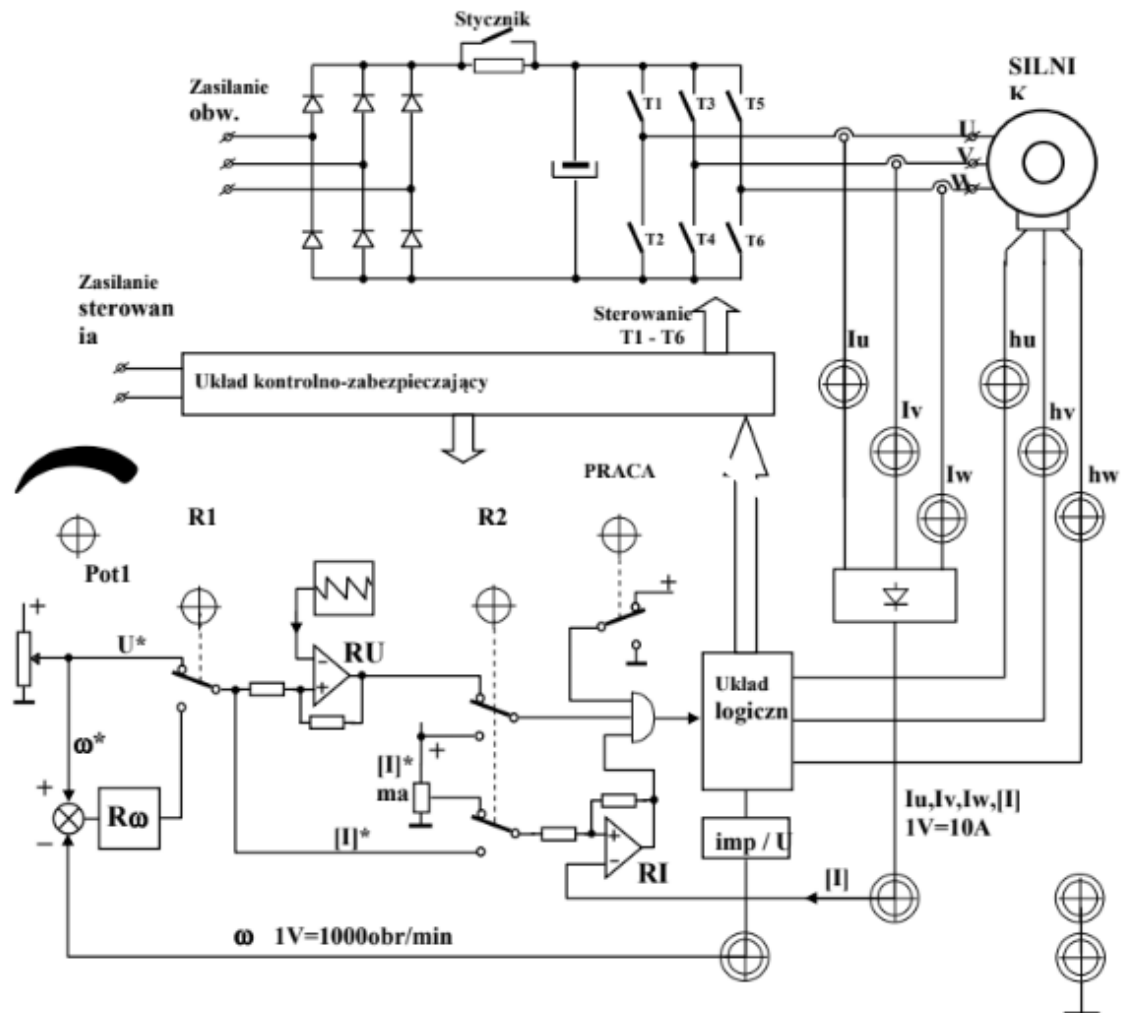 Stycznik
Zasilanie
obw.
SILNI
K
T1
T3
T5
U
V
W
T2
T4
T6
Zasilanie
sterowan
ia
Sterowanie
T1 - T6
Układ kontrolno-zabezpieczający
Iu
hu
Iv
hv
Iw
hw
PRACA
R1
R2
Pot1
+
+
U*
RU
-
+
Układ
logiczn
ω*
+
[I]*
ma
+
Rω
-
[I]*
+
-
RI
imp / U
Iu,Iv,Iw,[I]
1V=10A
[I]
ω 1V=1000obr/min